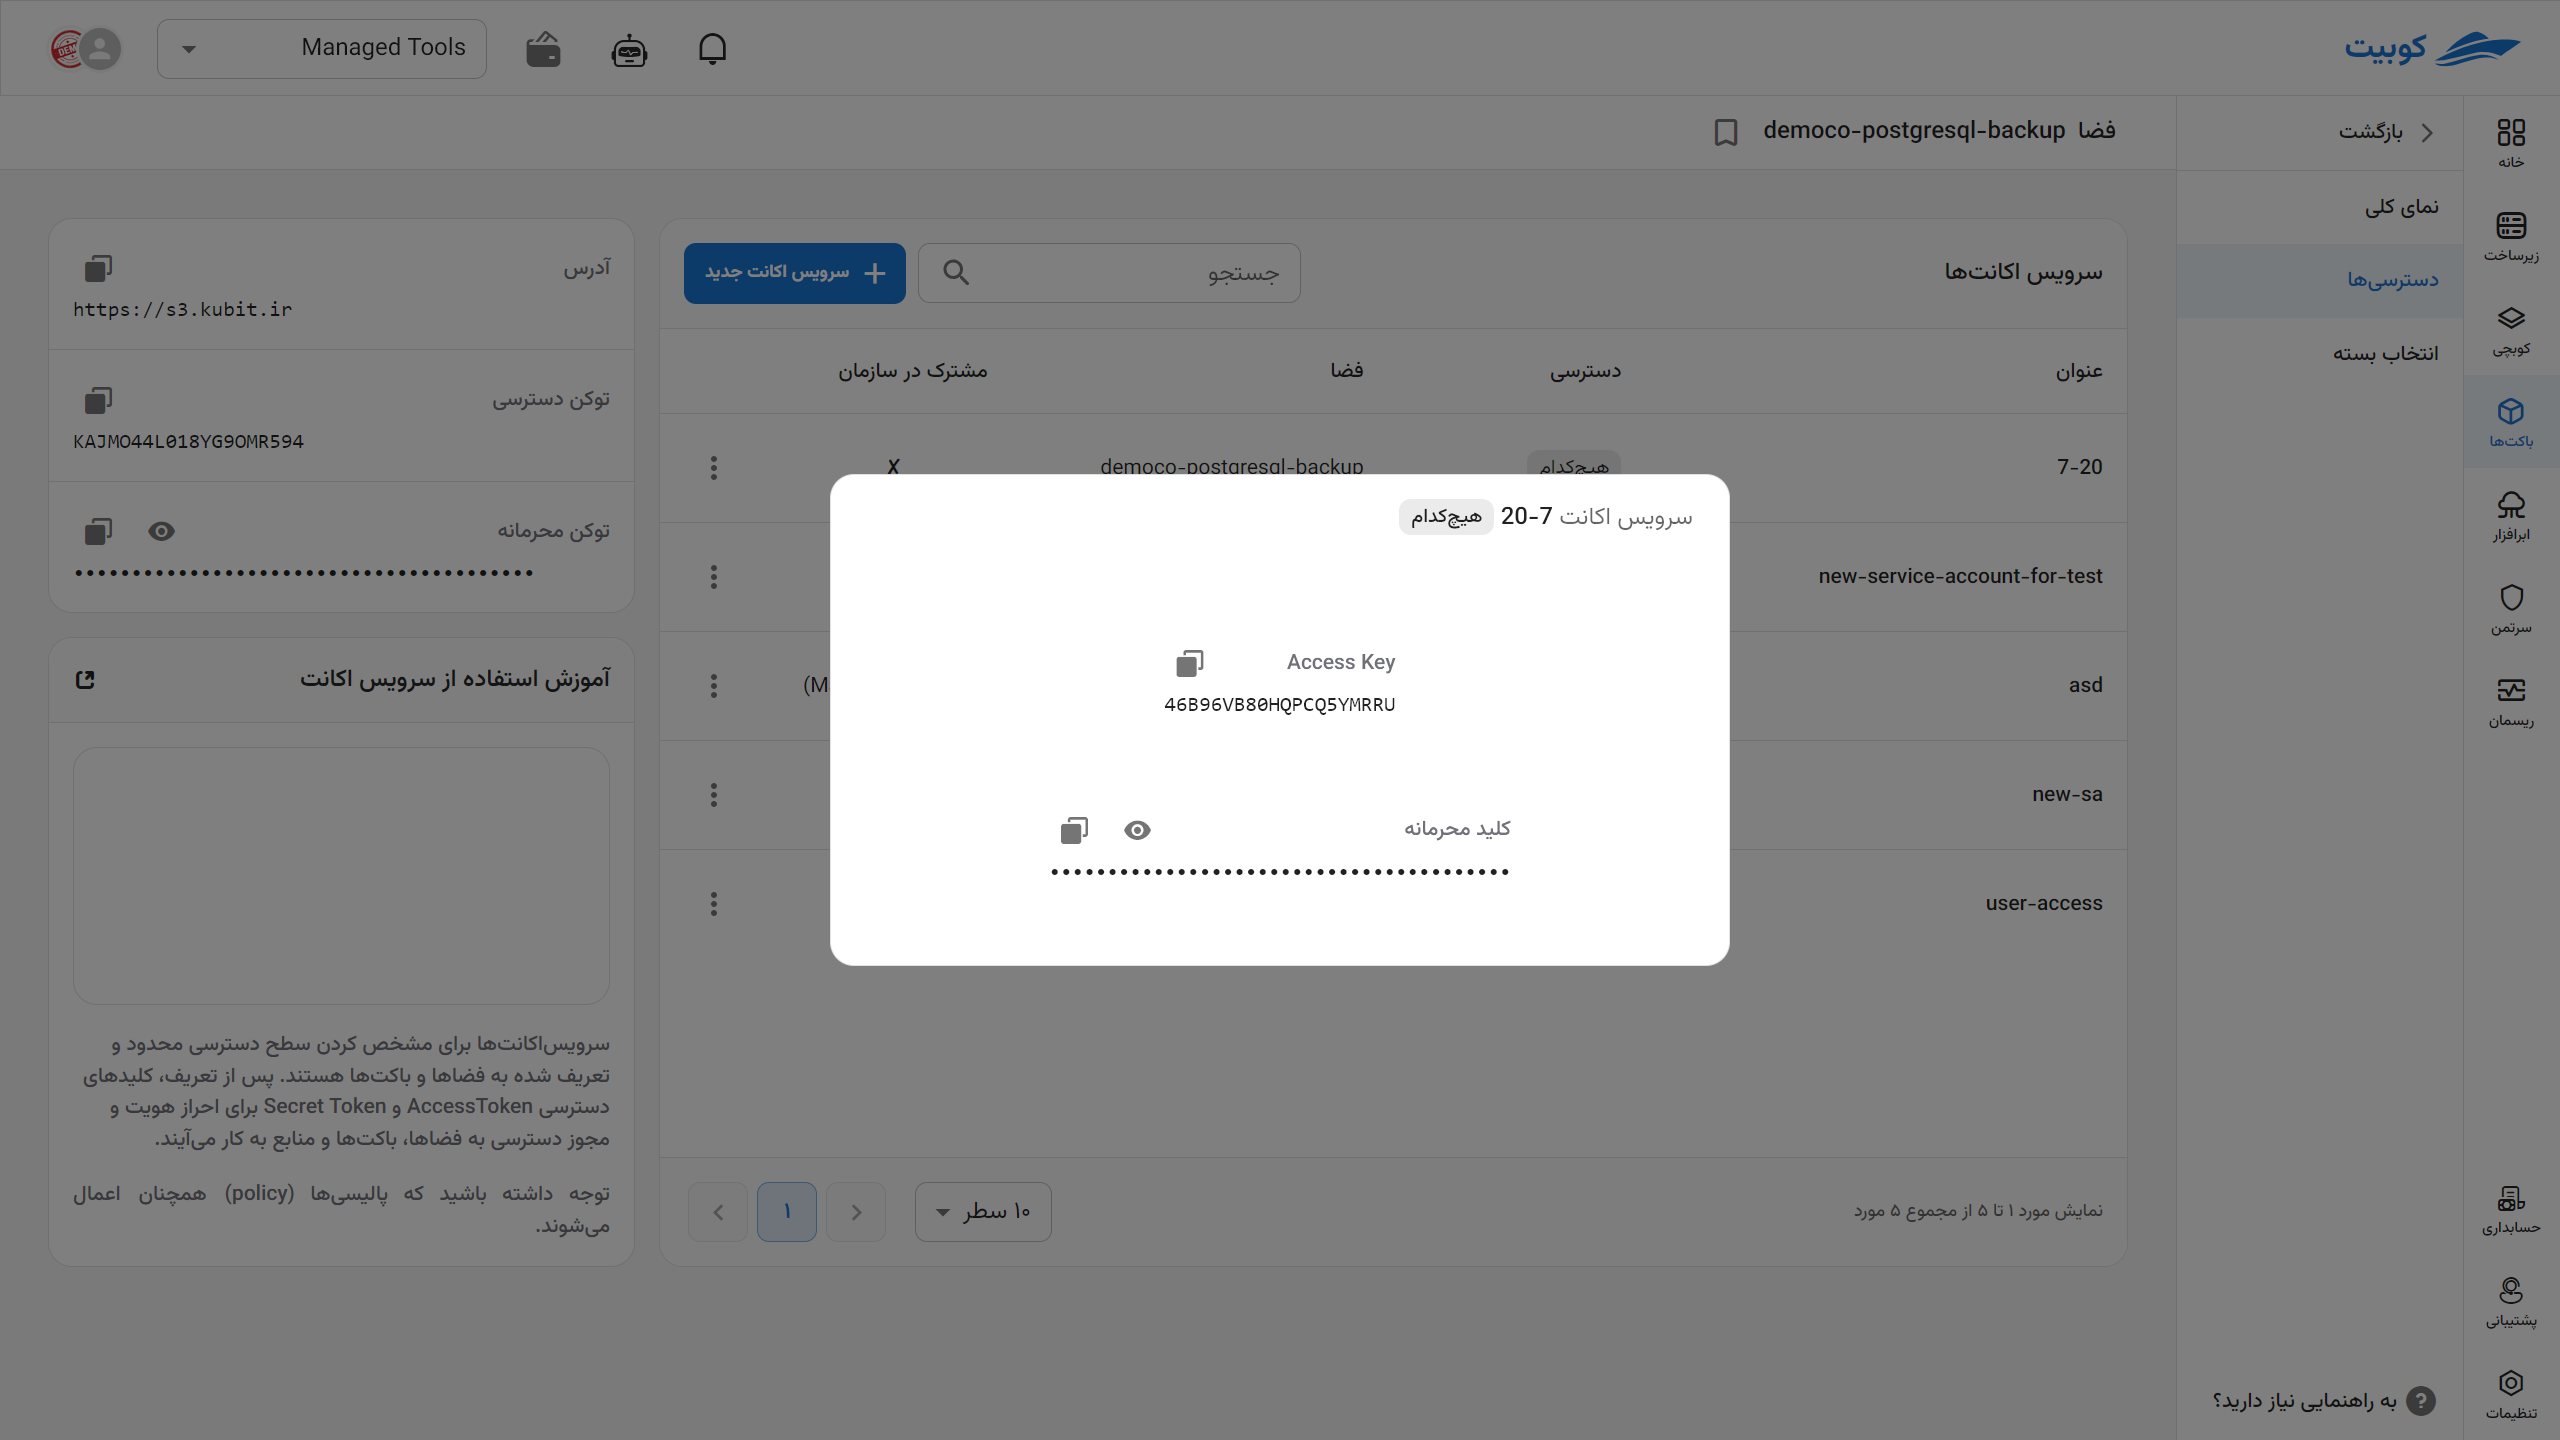 کوبیت
Managed Tools
DEM
خانه
زیرساخت
کوبچی
باکت‌ها
ابرافزار
سرتمن
ریسمان
حسابداری
پشتیبانی
تنظیمات
بازگشت
نمای کلی
دسترسی‌ها
انتخاب بسته
به راهنمایی نیاز دارید؟
فضا democo-postgresql-backup
سرویس اکانت‌ها
جستجو
سرویس اکانت جدید
عنوان دسترسی فضا مشترک در سازمان
7-20 هیچ‌کدام democo-postgresql-backup ✗
new-service-account-for-test
asd
new-sa
user-access
نمایش مورد ۱ تا ۵ از مجموع ۵ مورد
۱۰ سطر
۱
سرویس اکانت 7-20 هیچ‌کدام
Access Key
46B96VB80HQPCQ5YMRRU
کلید محرمانه
••••••••••••••••••••••••••••••••••••••••
آدرس
https://s3.kubit.ir
توکن دسترسی
KAJMO44L018YG9OMR594
توکن محرمانه
••••••••••••••••••••••••••••••••••••••••
آموزش استفاده از سرویس اکانت
سرویس‌اکانت‌ها برای مشخص کردن سطح دسترسی محدود و
تعریف شده به فضاها و باکت‌ها هستند. پس از تعریف، کلیدهای
دسترسی AccessToken و Secret Token برای احراز هویت و
مجوز دسترسی به فضاها، باکت‌ها و منابع به کار می‌آیند.
توجه داشته باشید که پالیسی‌ها (policy) همچنان اعمال
می‌شوند.